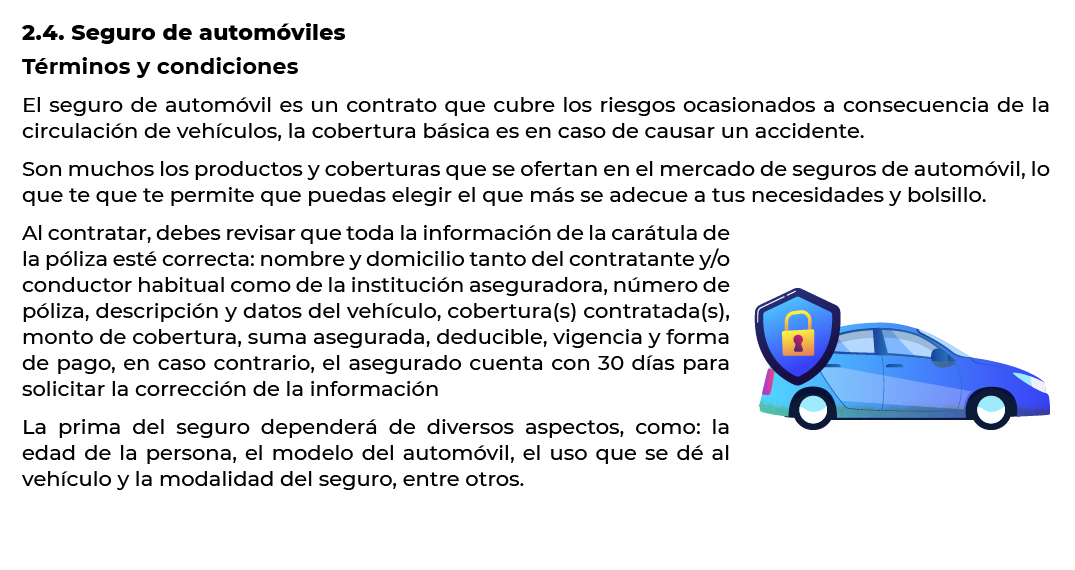 2.4. Seguro de automóviles
Términos y condiciones
El seguro de automóvil es un contrato que cubre los riesgos ocasionados a consecuencia de la
circulación de vehículos, la cobertura básica es en caso de causar un accidente.
Son muchos los productos y coberturas que se ofertan en el mercado de seguros de automóvil, lo
que te que te permite que puedas elegir el que más se adecue a tus necesidades y bolsillo.
Al contratar, debes revisar que toda la información de la carátula de
la póliza esté correcta: nombre y domicilio tanto del contratante y/o
conductor habitual como de la institución aseguradora, número de
póliza, descripción y datos del vehículo, cobertura(s) contratada(s),
monto de cobertura, suma asegurada, deducible, vigencia y forma
de pago, en caso contrario, el asegurado cuenta con 30 días para
solicitar la corrección de la información
La prima del seguro dependerá de diversos aspectos, como: la
edad de la persona, el modelo del automóvil, el uso que se dé al
vehículo y la modalidad del seguro, entre otros.